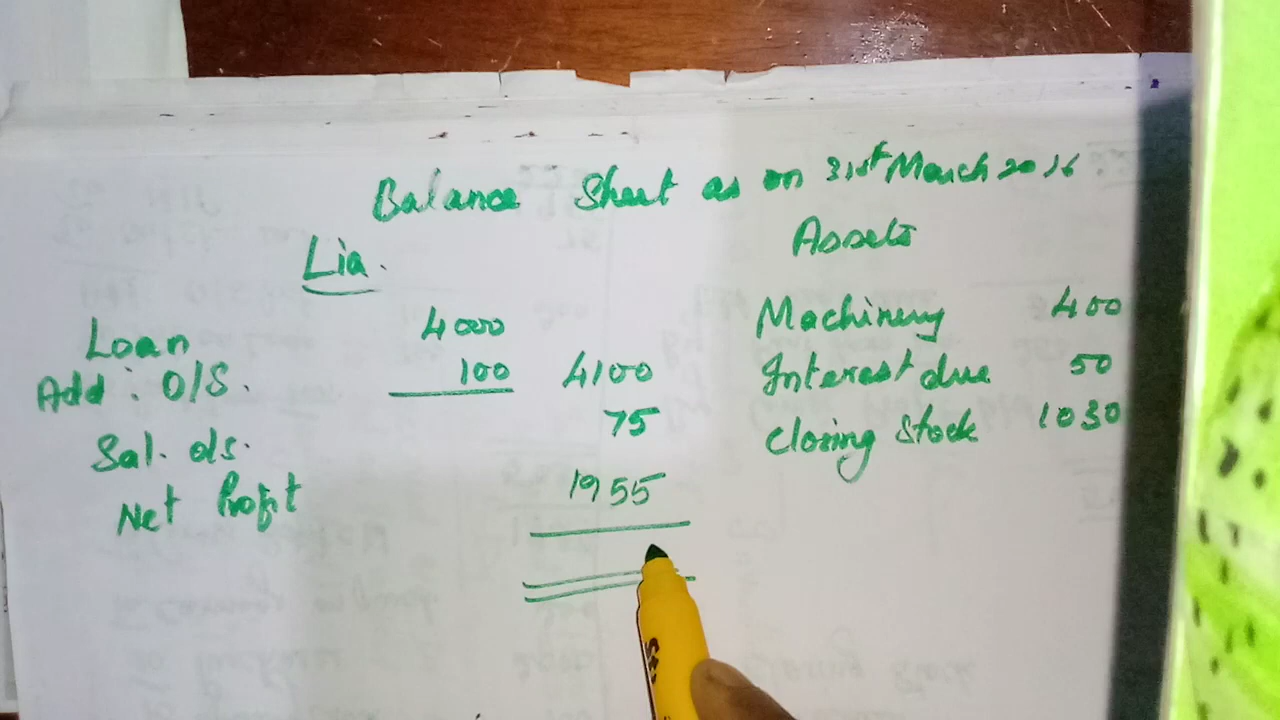 Balance Sheet as on 31st March 2016
Lia.
Assets
Loan 4000
Add: O/S. 100 4100
Sal. o/s. 75
Net Profit 1955
Machinery 400
Interest due 50
Closing Stock 1030